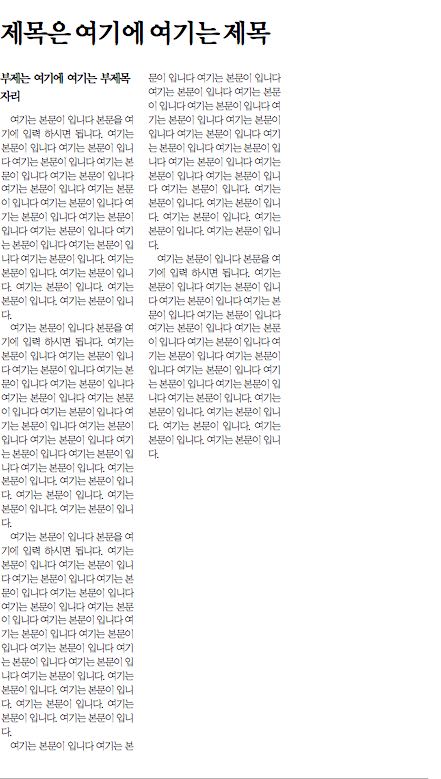 제목은 여기에 여기는 제목
부제는 여기에 여기는 부제목
자리
여기는 본문이 입니다 본문을 여
기에 입력 하시면 됩니다. 여기는
본문이 입니다 여기는 본문이 입니
다 여기는 본문이 입니다 여기는 본
문이 입니다 여기는 본문이 입니다
여기는 본문이 입니다 여기는 본문
이 입니다 여기는 본문이 입니다 여
기는 본문이 입니다 여기는 본문이
입니다 여기는 본문이 입니다 여기
는 본문이 입니다 여기는 본문이 입
니다 여기는 본문이 입니다. 여기는
본문이 입니다. 여기는 본문이 입니
다. 여기는 본문이 입니다. 여기는
본문이 입니다. 여기는 본문이 입니
다.
여기는 본문이 입니다 본문을 여
기에 입력 하시면 됩니다. 여기는
본문이 입니다 여기는 본문이 입니
다 여기는 본문이 입니다 여기는 본
문이 입니다 여기는 본문이 입니다
여기는 본문이 입니다 여기는 본문
이 입니다 여기는 본문이 입니다 여
기는 본문이 입니다 여기는 본문이
입니다 여기는 본문이 입니다 여기
는 본문이 입니다 여기는 본문이 입
니다 여기는 본문이 입니다. 여기는
본문이 입니다. 여기는 본문이 입니
다. 여기는 본문이 입니다. 여기는
본문이 입니다. 여기는 본문이 입니
다.
여기는 본문이 입니다 본문을 여
기에 입력 하시면 됩니다. 여기는
본문이 입니다 여기는 본문이 입니
다 여기는 본문이 입니다 여기는 본
문이 입니다 여기는 본문이 입니다
여기는 본문이 입니다 여기는 본문
이 입니다 여기는 본문이 입니다 여
기는 본문이 입니다 여기는 본문이
입니다 여기는 본문이 입니다 여기
는 본문이 입니다 여기는 본문이 입
니다 여기는 본문이 입니다. 여기는
본문이 입니다. 여기는 본문이 입니
다. 여기는 본문이 입니다. 여기는
본문이 입니다. 여기는 본문이 입니
다.
여기는 본문이 입니다 여기는 본
문이 입니다 여기는 본문이 입니다
여기는 본문이 입니다 여기는 본문
이 입니다 여기는 본문이 입니다 여
기는 본문이 입니다 여기는 본문이
입니다 여기는 본문이 입니다 여기
는 본문이 입니다 여기는 본문이 입
니다 여기는 본문이 입니다. 여기는
본문이 입니다. 여기는 본문이 입니
다 여기는 본문이 입니다. 여기는
본문이 입니다. 여기는 본문이 입니
다. 여기는 본문이 입니다. 여기는
본문이 입니다. 여기는 본문이 입니
다.
여기는 본문이 입니다 본문을 여
기에 입력 하시면 됩니다. 여기는
본문이 입니다 여기는 본문이 입니
다 여기는 본문이 입니다 여기는 본
문이 입니다 여기는 본문이 입니다
여기는 본문이 입니다 여기는 본문
이 입니다 여기는 본문이 입니다 여
기는 본문이 입니다 여기는 본문이
입니다 여기는 본문이 입니다 여기
는 본문이 입니다 여기는 본문이 입
니다 여기는 본문이 입니다. 여기는
본문이 입니다. 여기는 본문이 입니
다. 여기는 본문이 입니다. 여기는
본문이 입니다. 여기는 본문이 입니
다.